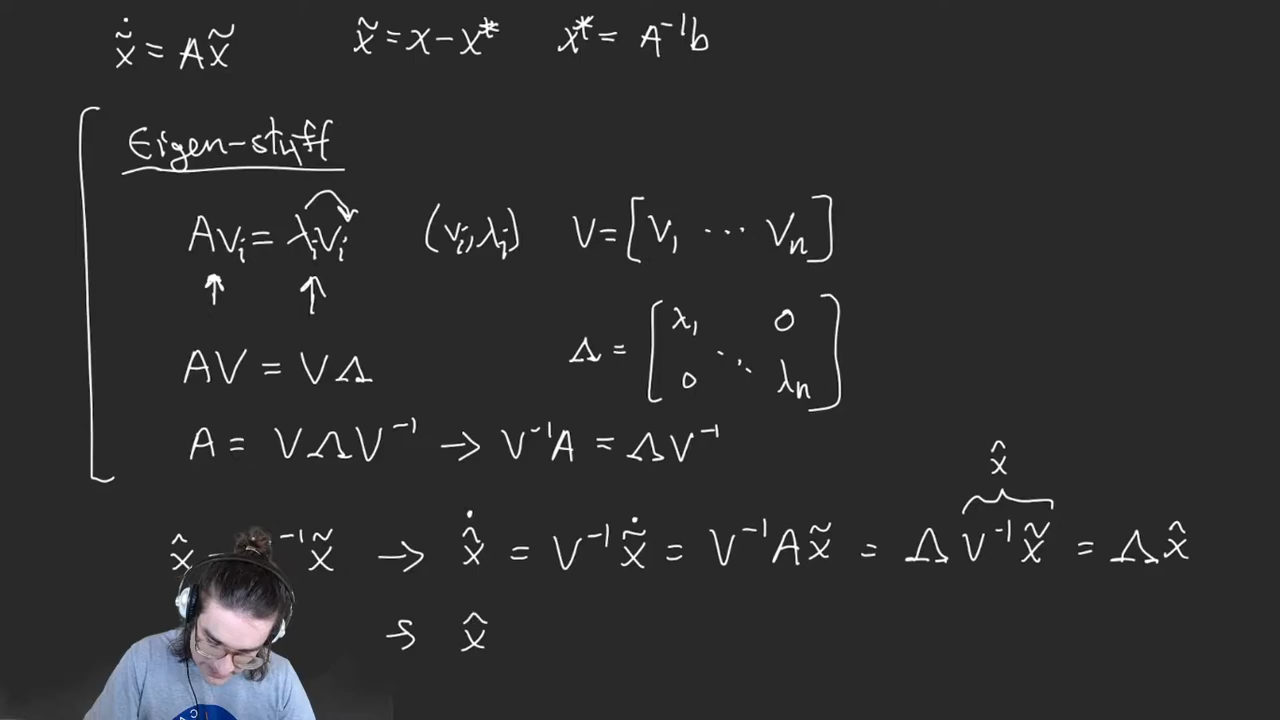 x̃̇ = Ax̃   x̃ = x - x*   x* = A⁻¹b
Eigen-stuff
Avᵢ = λᵢvᵢ   (vᵢ, λᵢ)   V = [v₁ ⋯ vₙ]
AV = VΛ   Λ = [λ₁ 0
0 ⋱ λₙ]
A = VΛV⁻¹ → V⁻¹A = ΛV⁻¹
x̂
x̂ ⁻¹x̃ → x̂̇ = V⁻¹x̃̇ = V⁻¹Ax̃ = ΛV⁻¹x̃ = Λx̂
→ x̂